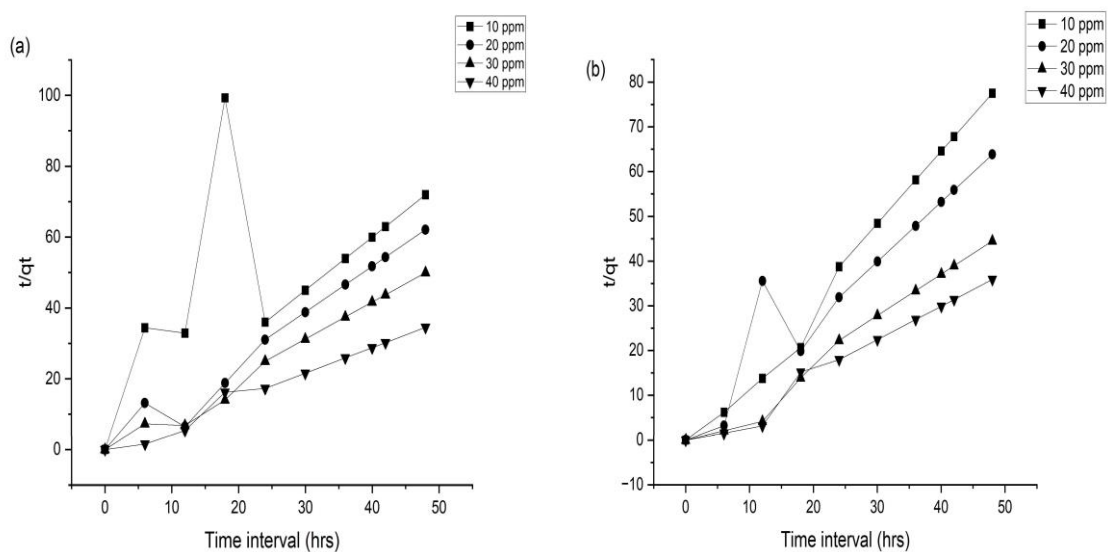 (a)
10 ppm
20 ppm
30 ppm
40 ppm
100
80
60
40
20
0
t/qt
0 10 20 30 40 50
Time interval (hrs)
(b)
10 ppm
20 ppm
30 ppm
40 ppm
80
70
60
50
40
30
20
10
0
−10
t/qt
0 10 20 30 40 50
Time interval (hrs)